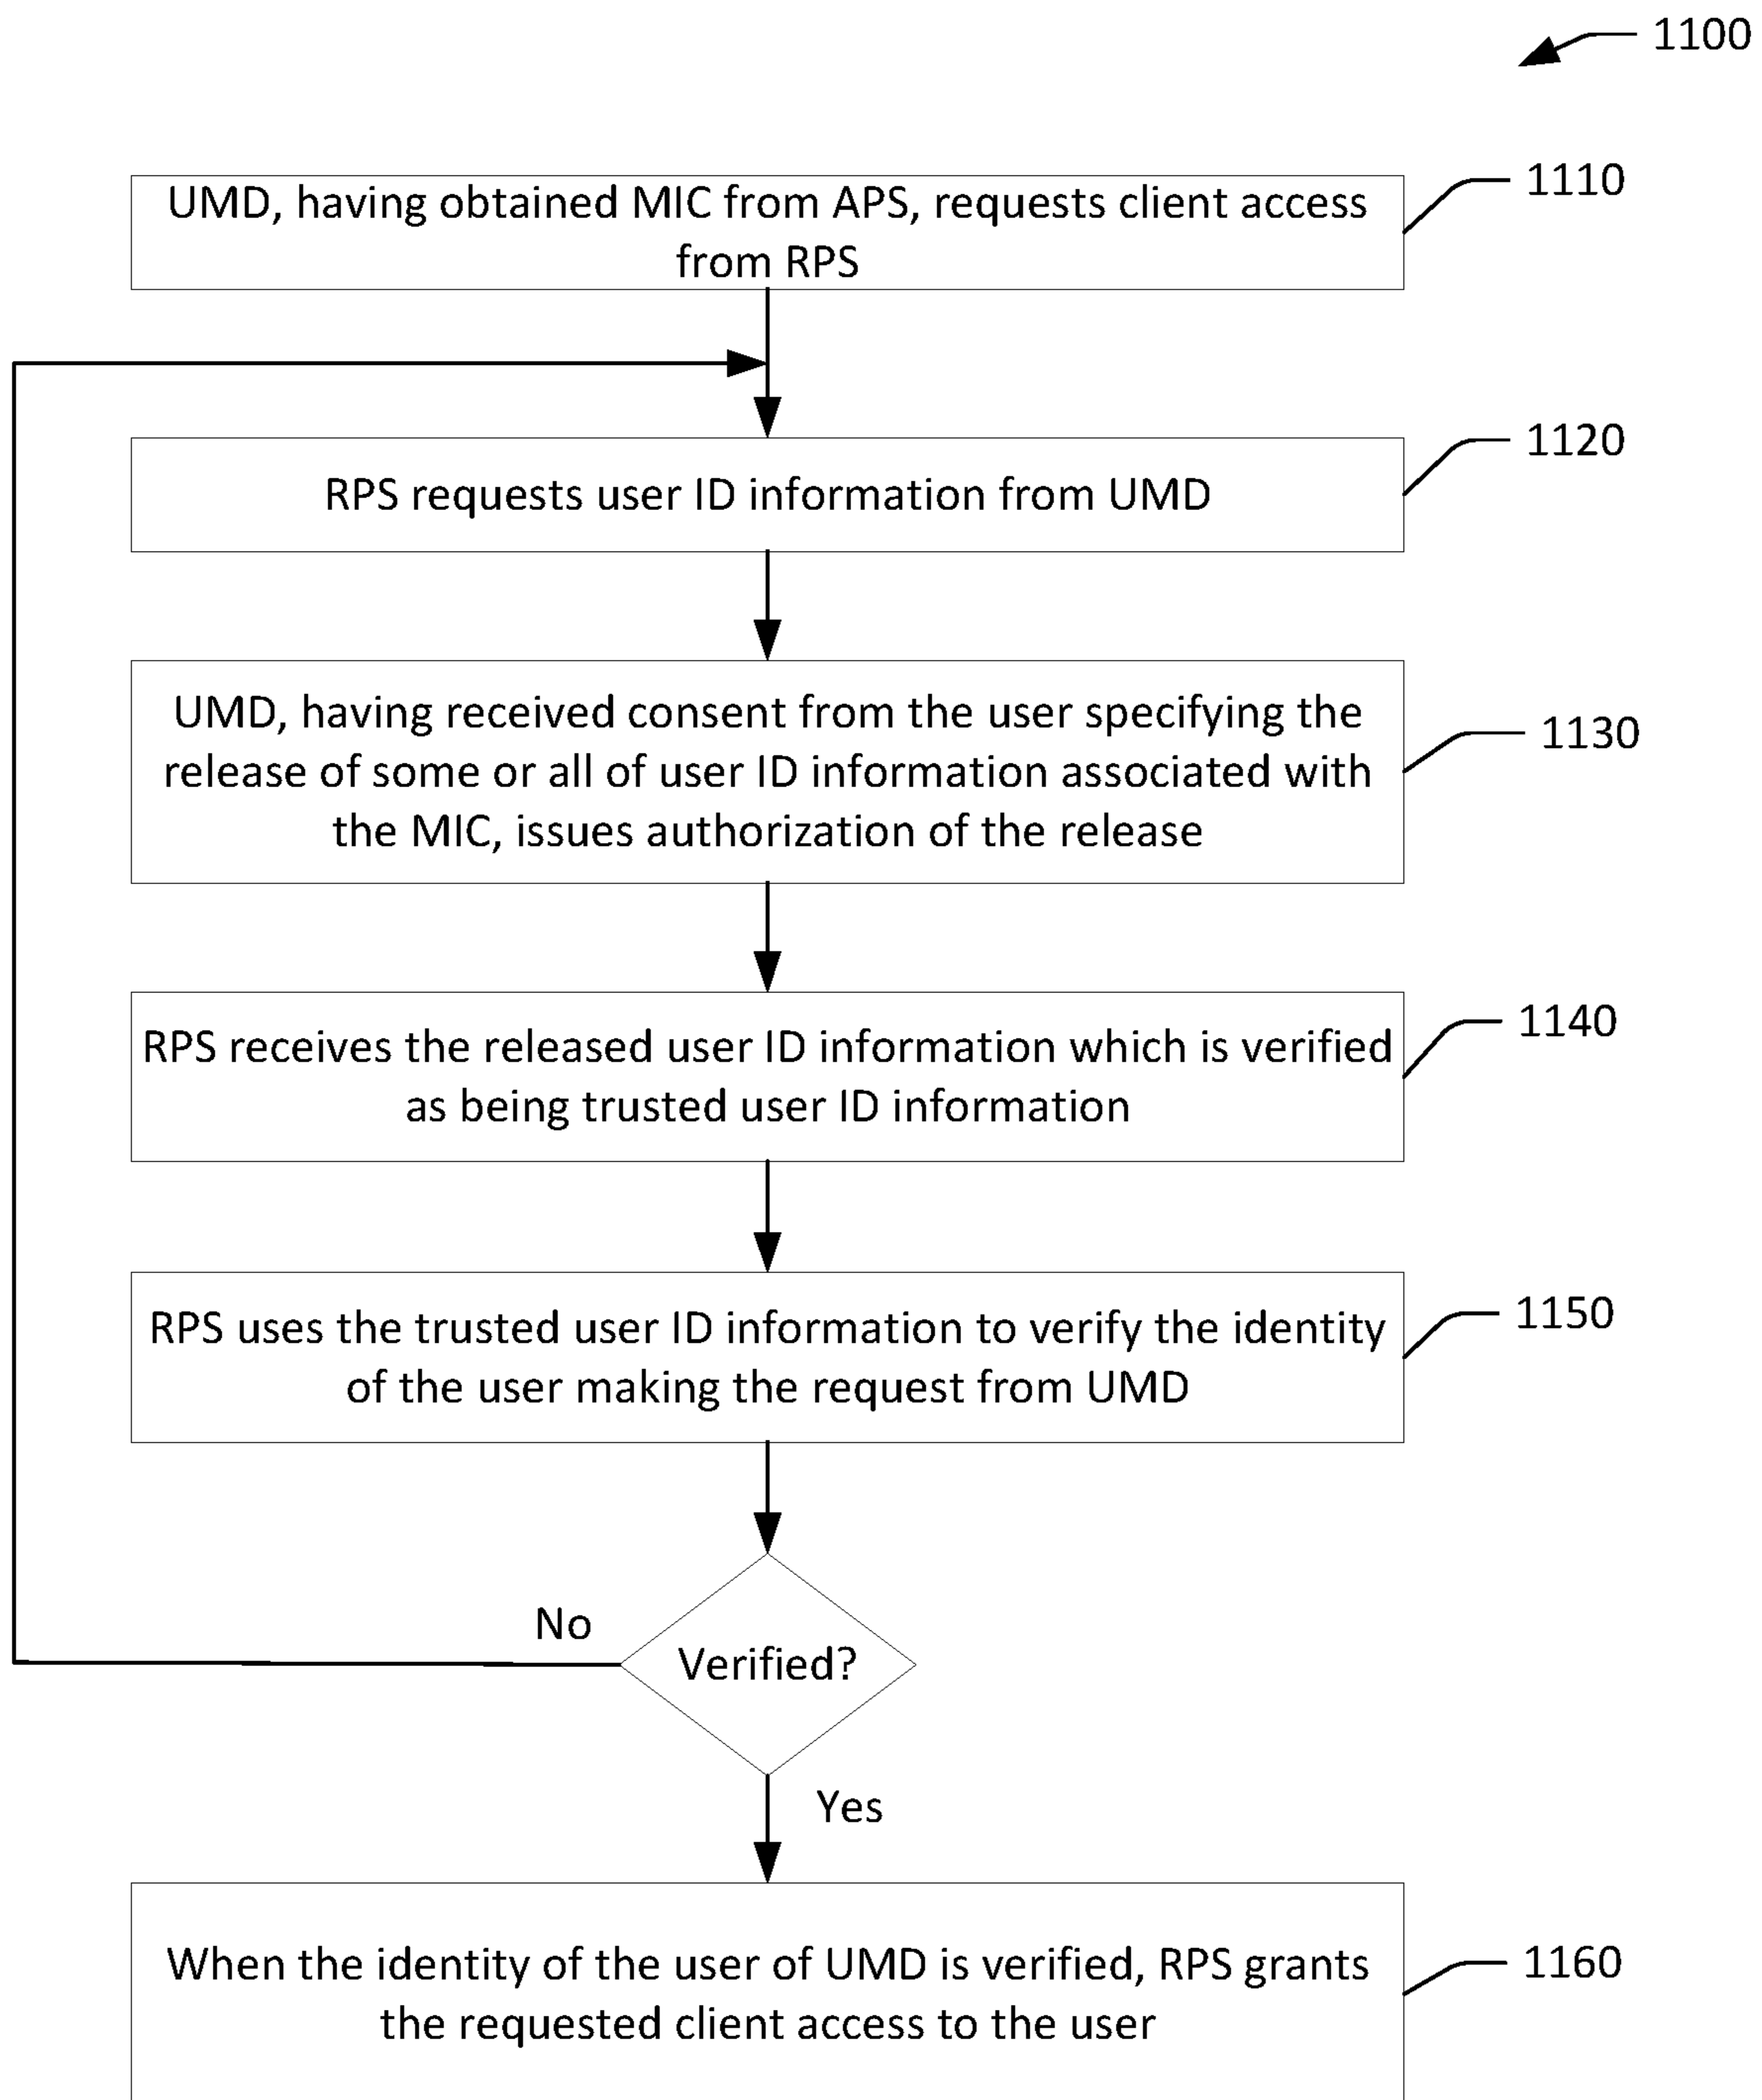 1100
UMD, having obtained MIC from APS, requests client access
from RPS
1110
RPS requests user ID information from UMD
1120
UMD, having received consent from the user specifying the
release of some or all of user ID information associated with
the MIC, issues authorization of the release
1130
RPS receives the released user ID information which is verified
as being trusted user ID information
1140
RPS uses the trusted user ID information to verify the identity
of the user making the request from UMD
1150
No
Verified?
Yes
When the identity of the user of UMD is verified, RPS grants
the requested client access to the user
1160